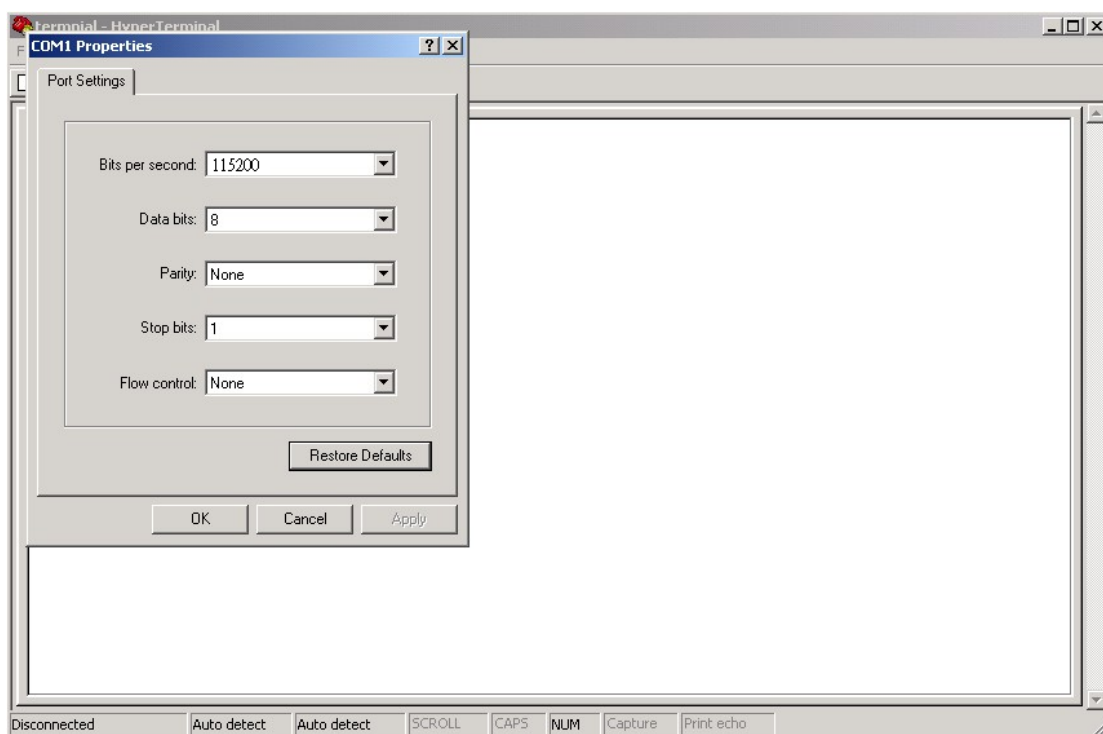 termpial - HyperTerminal
COM1 Properties
F
Port Settings
Bits per second: 115200
Data bits: 8
Parity: None
Stop bits: 1
Flow control: None
Restore Defaults
OK Cancel Apply
Disconnected Auto detect Auto detect SCROLL CAPS NUM Capture Print echo